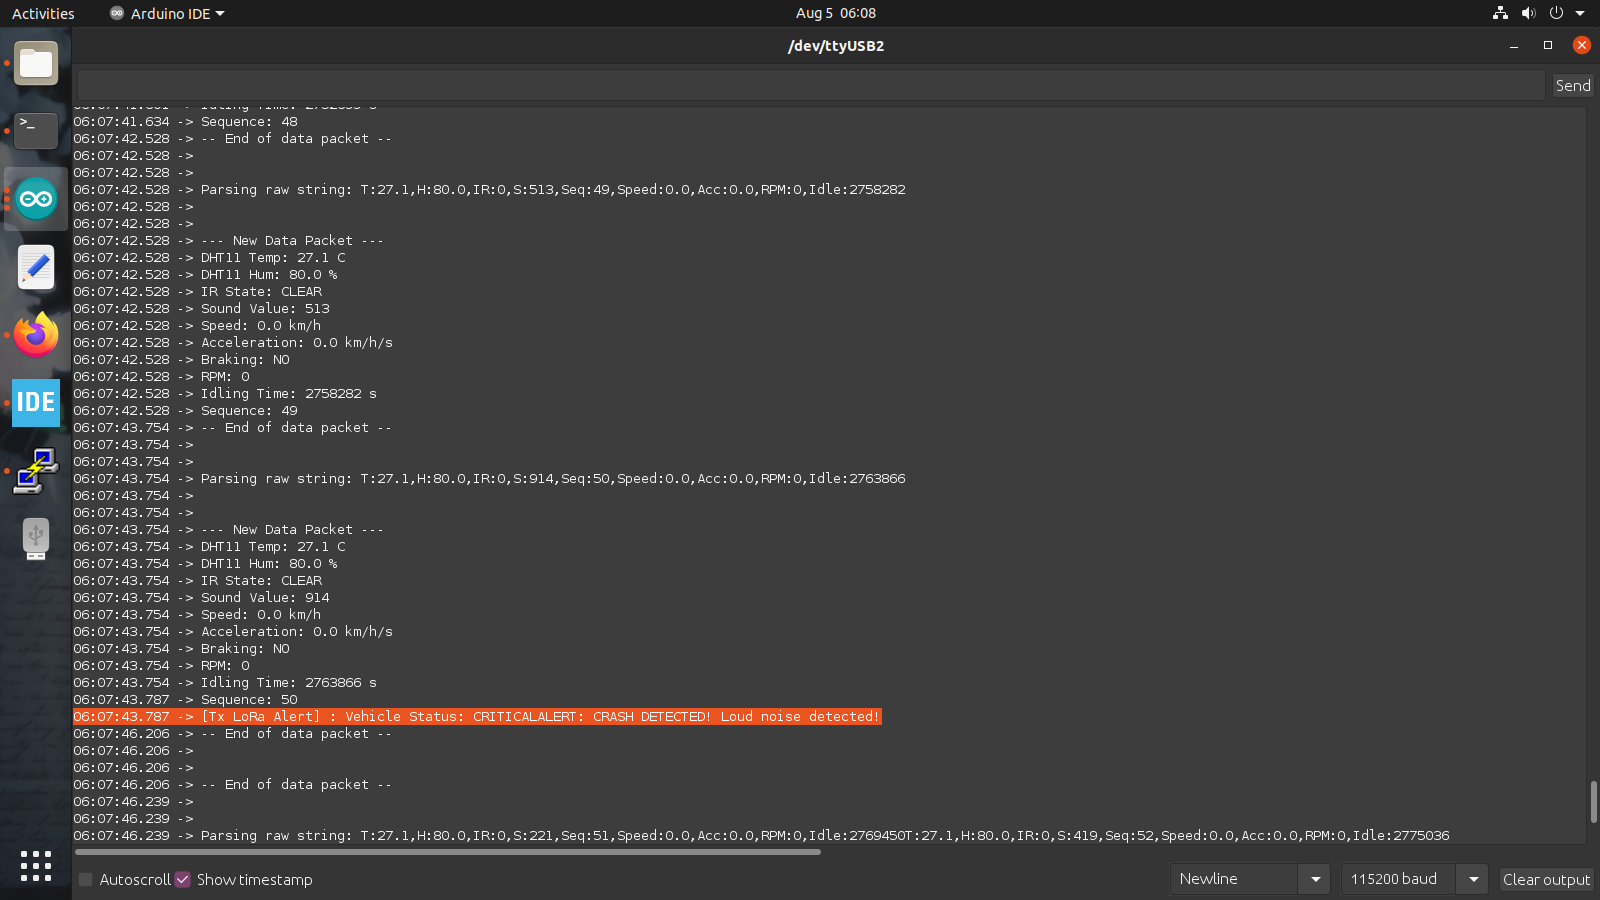 Activities
Arduino IDE
Aug 5 06:08
/dev/ttyUSB2
Send
06:07:41.634 -> Sequence: 48
06:07:42.528 -> -- End of data packet --
06:07:42.528 ->
06:07:42.528 ->
06:07:42.528 -> Parsing raw string: T:27.1,H:80.0,IR:0,S:513,Seq:49,Speed:0.0,Acc:0.0,RPM:0,Idle:2758282
06:07:42.528 ->
06:07:42.528 ->
06:07:42.528 -> --- New Data Packet ---
06:07:42.528 -> DHT11 Temp: 27.1 C
06:07:42.528 -> DHT11 Hum: 80.0 %
06:07:42.528 -> IR State: CLEAR
06:07:42.528 -> Sound Value: 513
06:07:42.528 -> Speed: 0.0 km/h
06:07:42.528 -> Acceleration: 0.0 km/h/s
06:07:42.528 -> Braking: NO
06:07:42.528 -> RPM: 0
06:07:42.528 -> Idling Time: 2758282 s
06:07:42.528 -> Sequence: 49
06:07:43.754 -> -- End of data packet --
06:07:43.754 ->
06:07:43.754 ->
06:07:43.754 -> Parsing raw string: T:27.1,H:80.0,IR:0,S:914,Seq:50,Speed:0.0,Acc:0.0,RPM:0,Idle:2763866
06:07:43.754 ->
06:07:43.754 ->
06:07:43.754 -> --- New Data Packet ---
06:07:43.754 -> DHT11 Temp: 27.1 C
06:07:43.754 -> DHT11 Hum: 80.0 %
06:07:43.754 -> IR State: CLEAR
06:07:43.754 -> Sound Value: 914
06:07:43.754 -> Speed: 0.0 km/h
06:07:43.754 -> Acceleration: 0.0 km/h/s
06:07:43.754 -> Braking: NO
06:07:43.754 -> RPM: 0
06:07:43.754 -> Idling Time: 2763866 s
06:07:43.787 -> Sequence: 50
06:07:43.787 -> [Tx LoRa Alert] : Vehicle Status: CRITICALALERT: CRASH DETECTED! Loud noise detected!
06:07:46.206 -> -- End of data packet --
06:07:46.206 ->
06:07:46.206 ->
06:07:46.206 -> -- End of data packet --
06:07:46.239 ->
06:07:46.239 ->
06:07:46.239 -> Parsing raw string: T:27.1,H:80.0,IR:0,S:221,Seq:51,Speed:0.0,Acc:0.0,RPM:0,Idle:2769450T:27.1,H:80.0,IR:0,S:419,Seq:52,Speed:0.0,Acc:0.0,RPM:0,Idle:2775036
IDE
Autoscroll
Show timestamp
Newline
115200 baud
Clear output